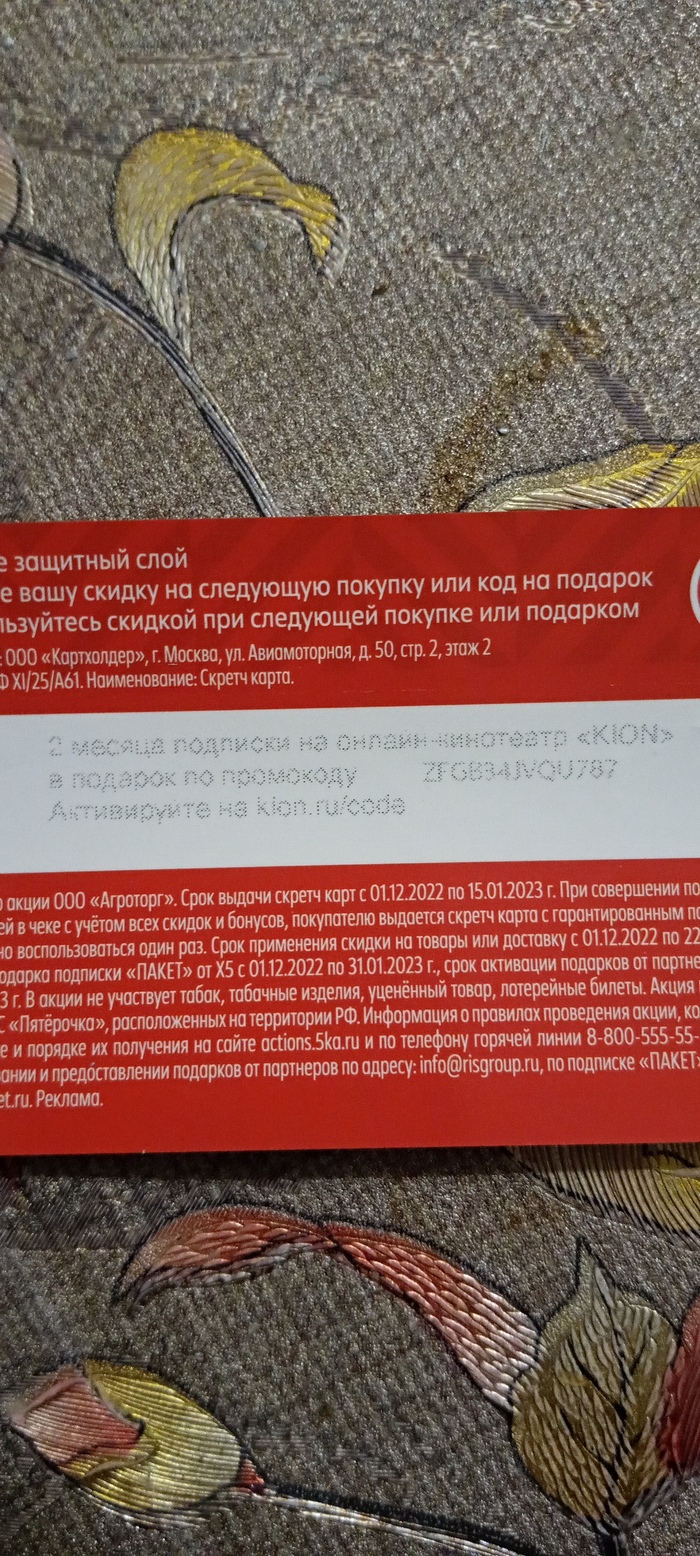 е защитный слой
е вашу скидку на следующую покупку или код на подарок
льзуйтесь скидкой при следующей покупке или подарком
: ООО «Картхолдер», г. Москва, ул. Авиамоторная, д. 50, стр. 2, этаж 2
Ф XI/25/А61. Наименование: Скретч карта.
2 месяца подписки на онлайн-кинотеатр «KION»
в подарок по промокоду ZFGB34JVQU787
Активируйте на kion.ru/code
о акции ООО «Агроторг». Срок выдачи скретч карт с 01.12.2022 по 15.01.2023 г. При совершении по
ей в чеке с учётом всех скидок и бонусов, покупателю выдается скретч карта с гарантированным по
но воспользоваться один раз. Срок применения скидки на товары или доставку с 01.12.2022 по 22
одарка подписки «ПАКЕТ» от X5 с 01.12.2022 по 31.01.2023 г., срок активации подарков от партне
3 г. В акции не участвует табак, табачные изделия, уценённый товар, лотерейные билеты. Акция
С «Пятёрочка», расположенных на территории РФ. Информация о правилах проведения акции, ко
е и порядке их получения на сайте actions.5ka.ru и по телефону горячей линии 8-800-555-55-
вании и предоставлении подарков от партнеров по адресу: info@risgroup.ru, по подписке «ПАКЕТ»
et.ru. Реклама.